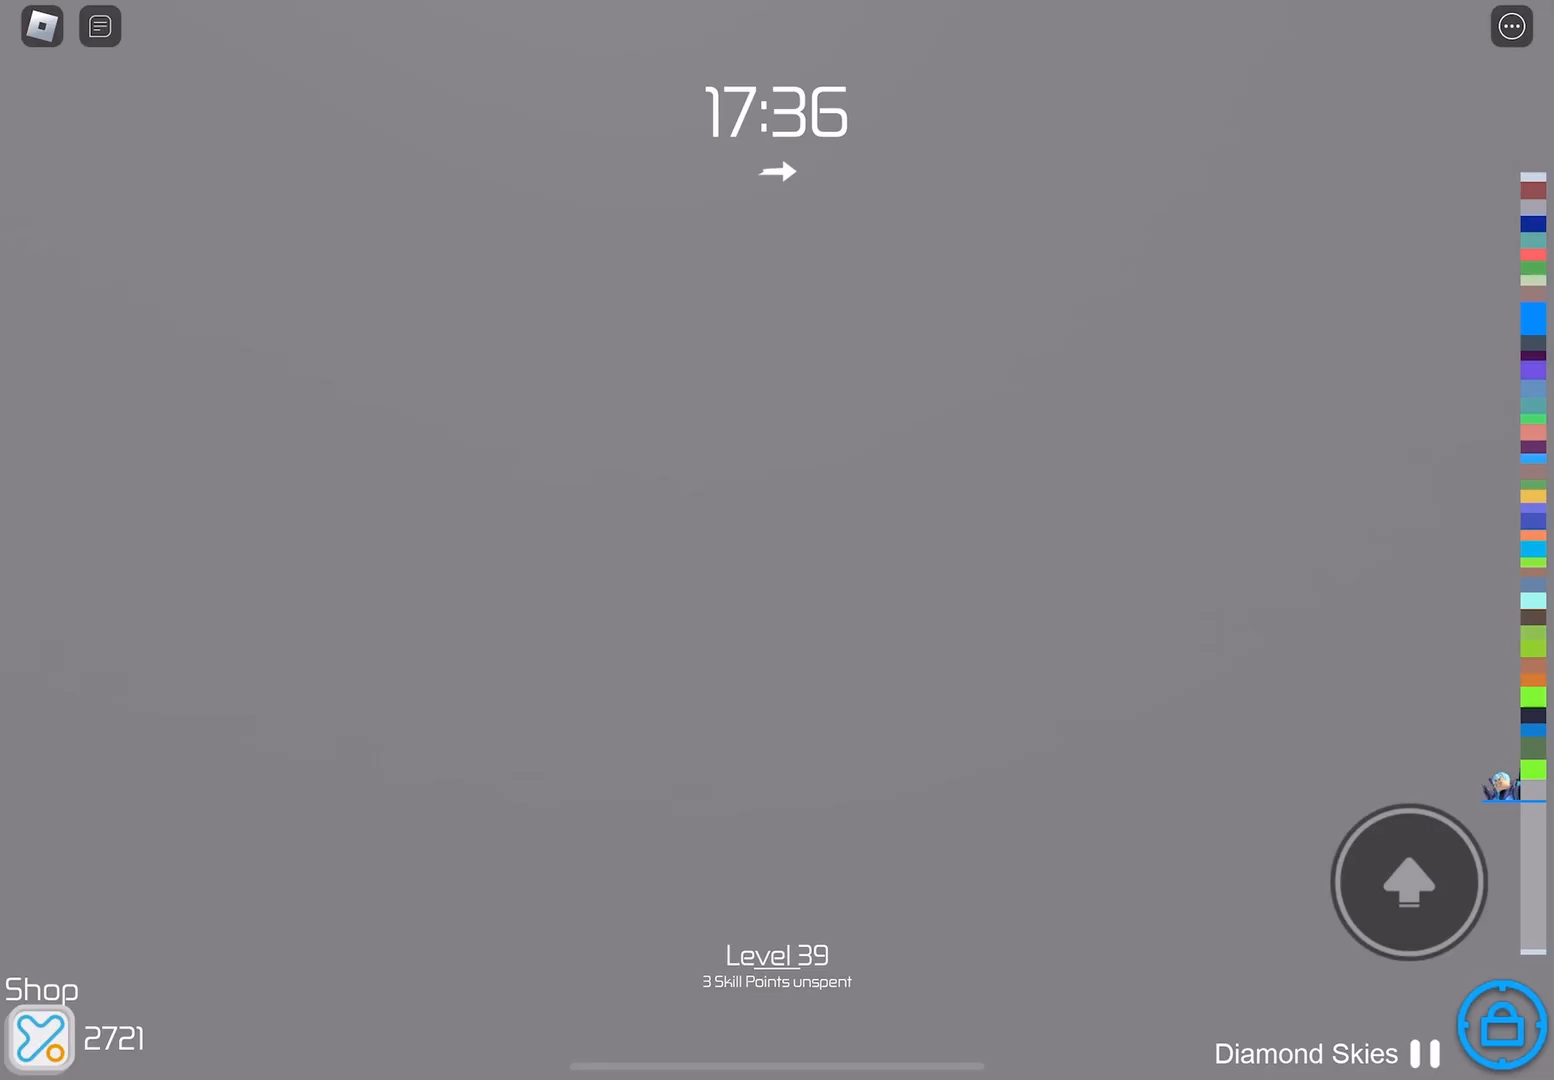 17:36
Level 39
3 Skill Points unspent
Shop
2721
Diamond Skies